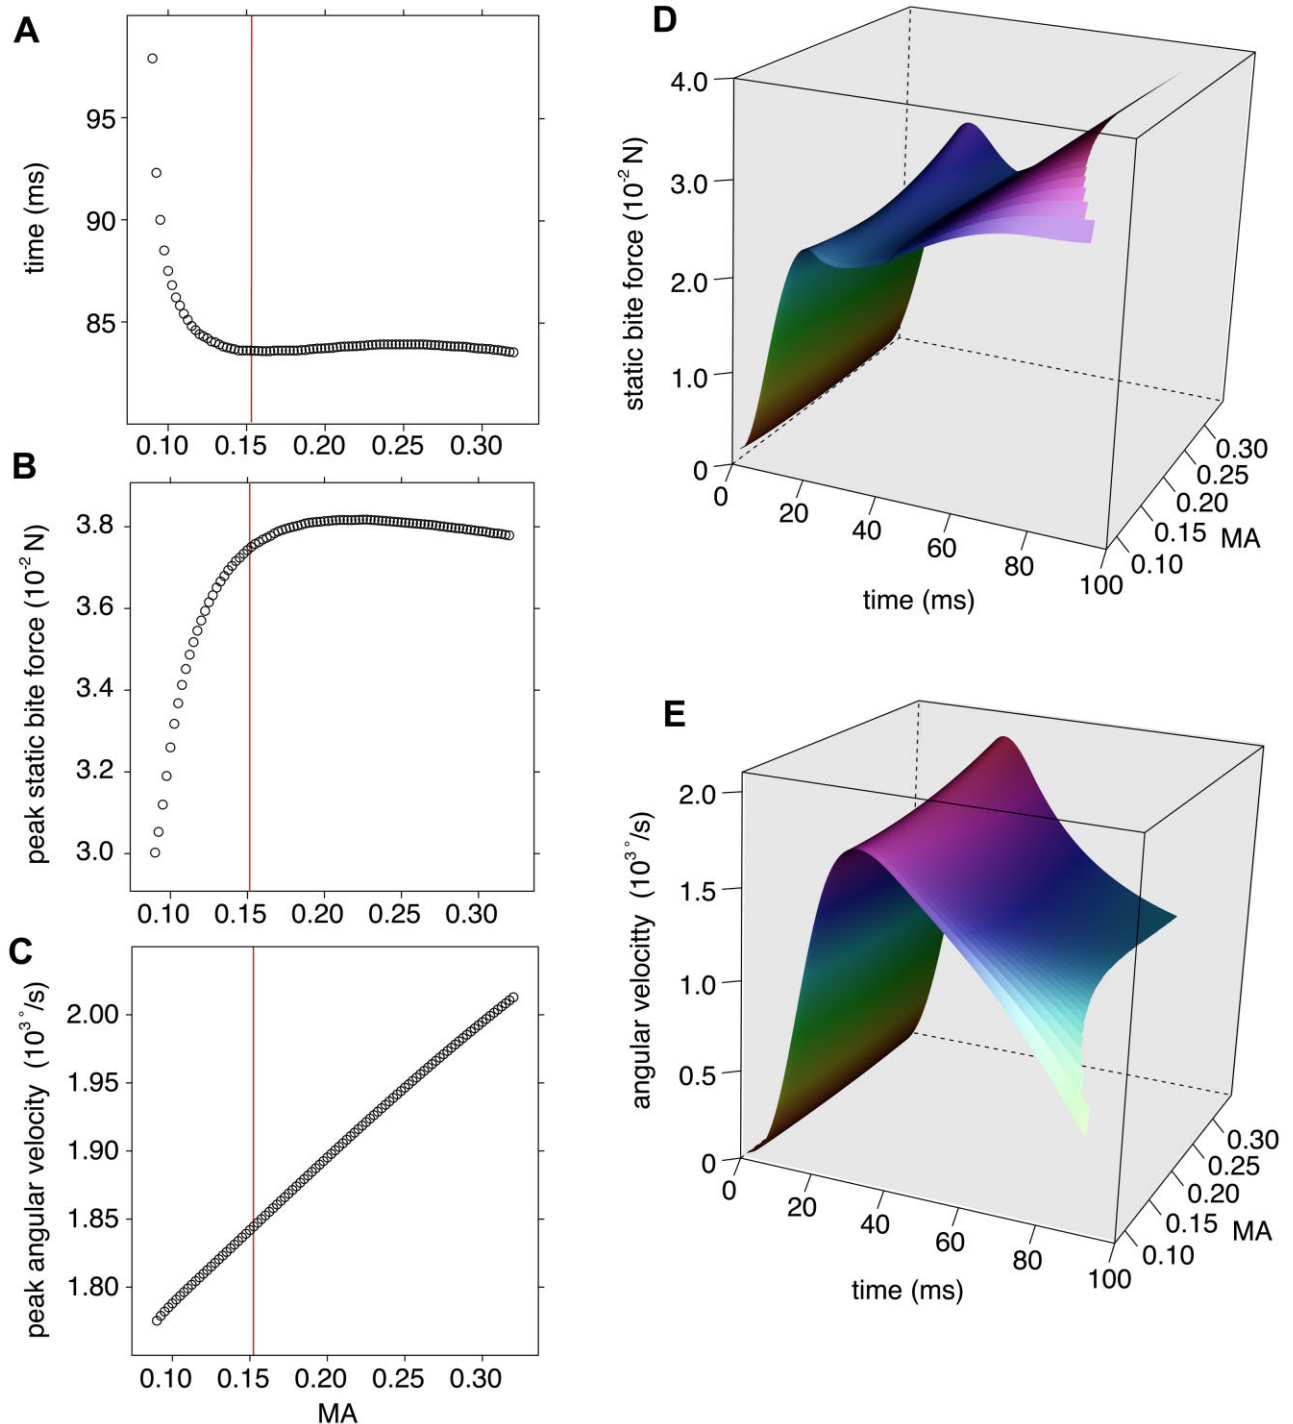 A
time (ms)
95
90
85
0.10 0.15 0.20 0.25 0.30
B
peak static bite force (10⁻² N)
3.8
3.6
3.4
3.2
3.0
0.10 0.15 0.20 0.25 0.30
C
peak angular velocity (10³°/s)
2.00
1.95
1.90
1.85
1.80
0.10 0.15 0.20 0.25 0.30
MA
D
static bite force (10⁻² N)
4.0
3.0
2.0
1.0
0
0 20 40 60 80 100
time (ms)
0.10 0.15 0.20 0.25 0.30
MA
E
angular velocitty (10³°/s)
2.0
1.5
1.0
0.5
0
0 20 40 60 80 100
time (ms)
0.10 0.15 0.20 0.25 0.30
MA